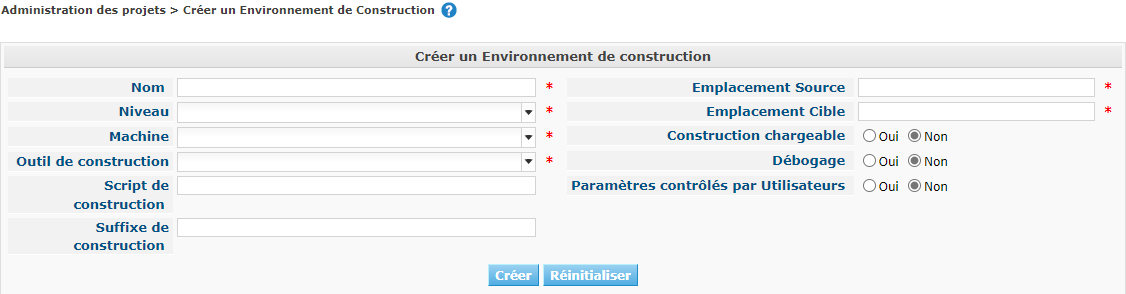 Administration des projets > Créer un Environnement de Construction ?
Créer un Environnement de construction
Nom *
Niveau *
Machine *
Outil de construction *
Script de
construction
Suffixe de
construction
Emplacement Source *
Emplacement Cible *
Construction chargeable Oui Non
Débogage Oui Non
Paramètres contrôlés par Utilisateurs Oui Non
Créer Réinitialiser